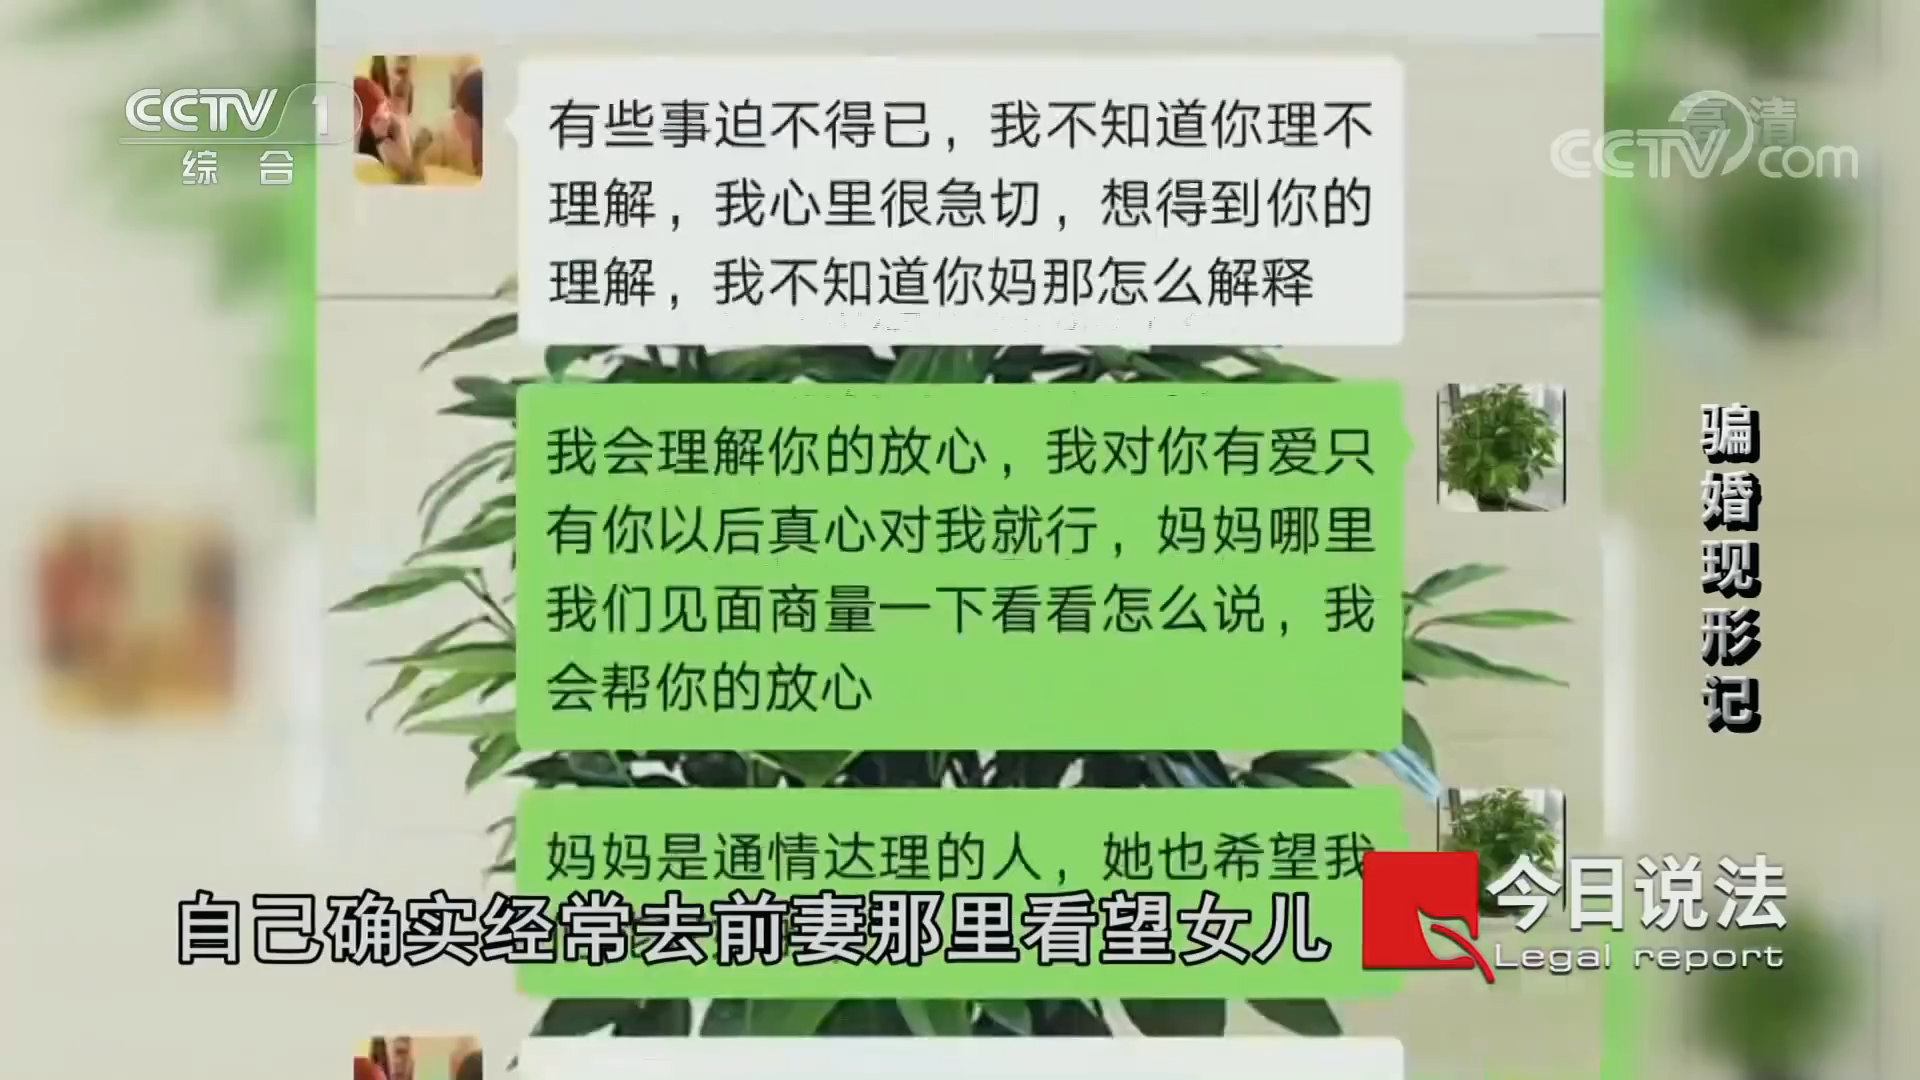 CCTV 1
综合
高清
CCTV.com
有些事迫不得已，我不知道你理不
理解，我心里很急切，想得到你的
理解，我不知道你妈那怎么解释
我会理解你的放心，我对你有爱只
有你以后真心对我就行，妈妈哪里
我们见面商量一下看看怎么说，我
会帮你的放心
妈妈是通情达理的人，她也希望我
骗婚现形记
自己确实经常去前妻那里看望女儿
今日说法
Legal report